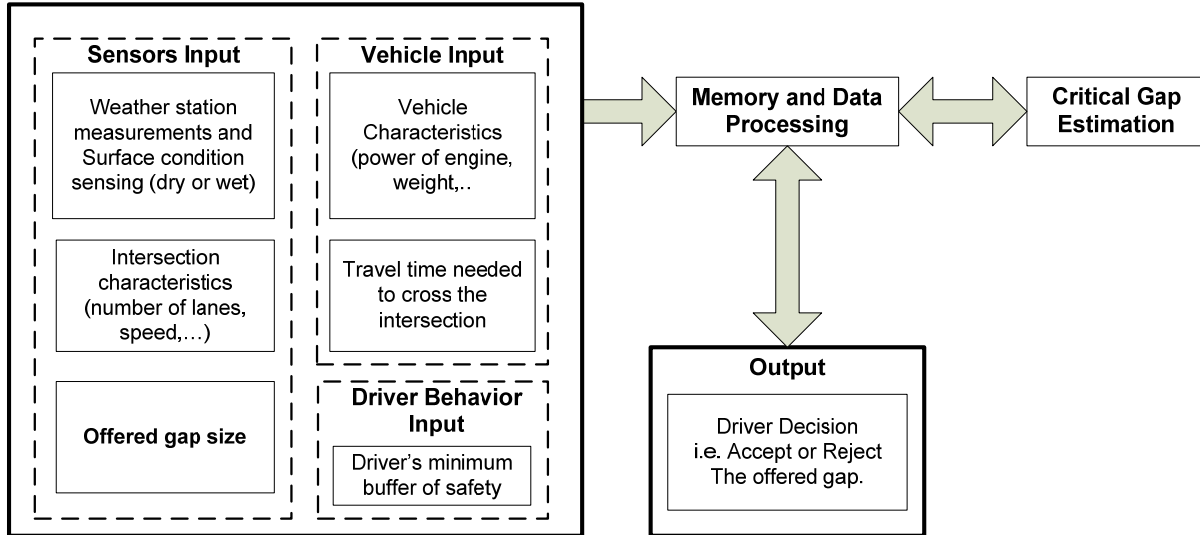 Sensors Input
Weather station
measurements and
Surface condition
sensing (dry or wet)
Intersection
characteristics
(number of lanes,
speed,…)
Offered gap size
Vehicle Input
Vehicle
Characteristics
(power of engine,
weight,..
Travel time needed
to cross the
intersection
Driver Behavior
Input
Driver's minimum
buffer of safety
Memory and Data
Processing
Critical Gap
Estimation
Output
Driver Decision
i.e. Accept or Reject
The offered gap.